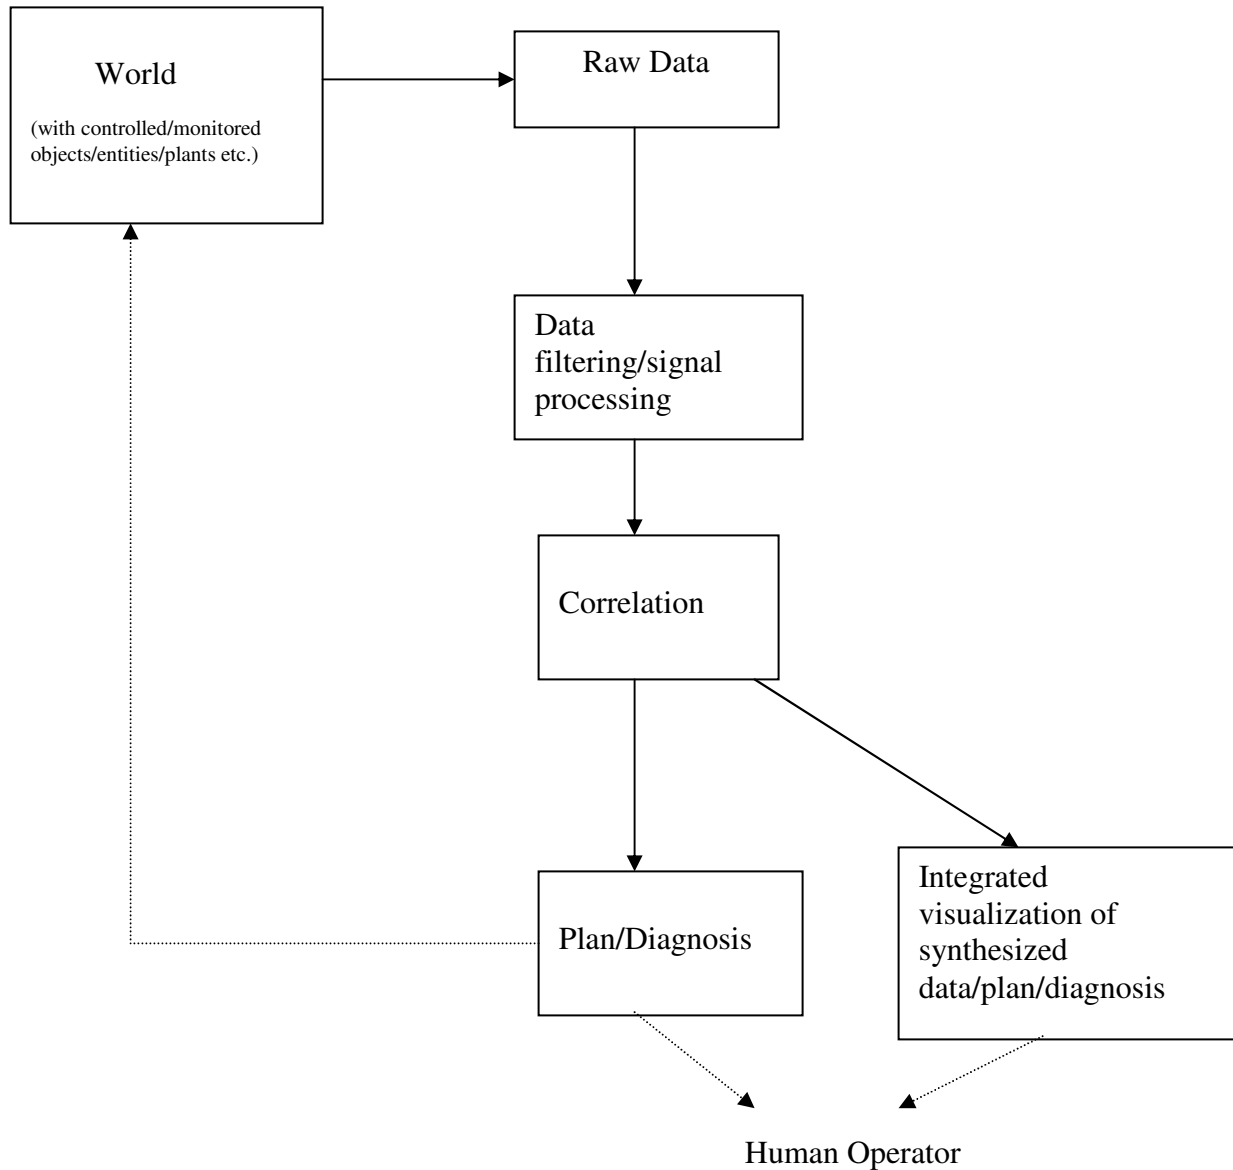 World
(with controlled/monitored
objects/entities/plants etc.)
Raw Data
Data
filtering/signal
processing
Correlation
Plan/Diagnosis
Integrated
visualization of
synthesized
data/plan/diagnosis
Human Operator